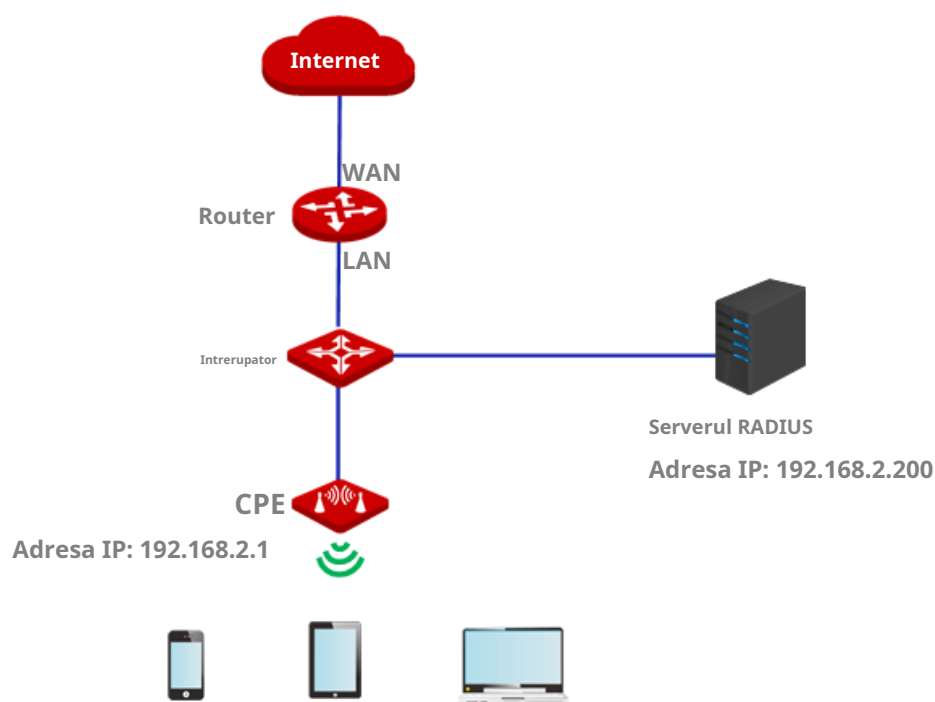 Internet
WAN
Router
LAN
Intrerupator
Serverul RADIUS
Adresa IP: 192.168.2.200
CPE
Adresa IP: 192.168.2.1